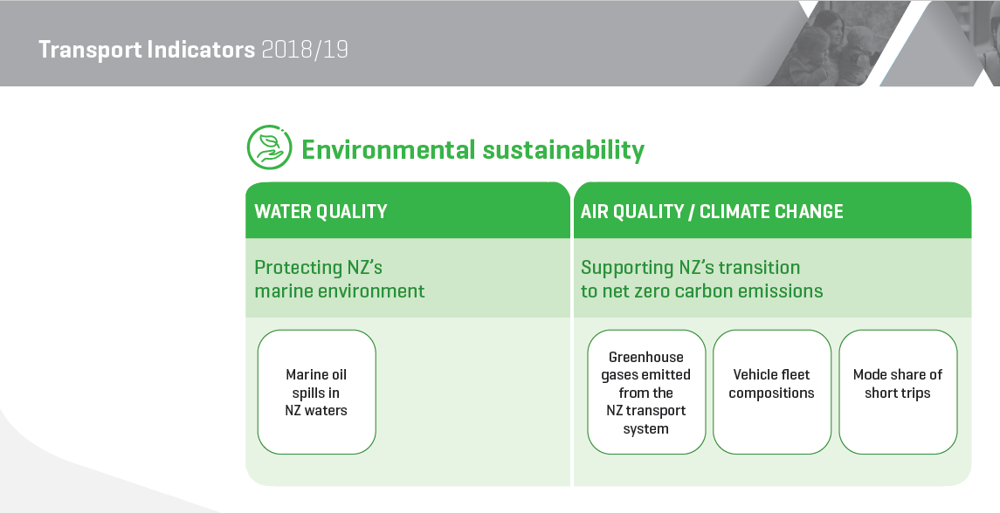 Transport Indicators 2018/19
Environmental sustainability
WATER QUALITY
Protecting NZ's
marine environment
Marine oil
spills in
NZ waters
AIR QUALITY / CLIMATE CHANGE
Supporting NZ's transition
to net zero carbon emissions
Greenhouse
gases emitted
from the
NZ transport
system
Vehicle fleet
compositions
Mode share of
short trips